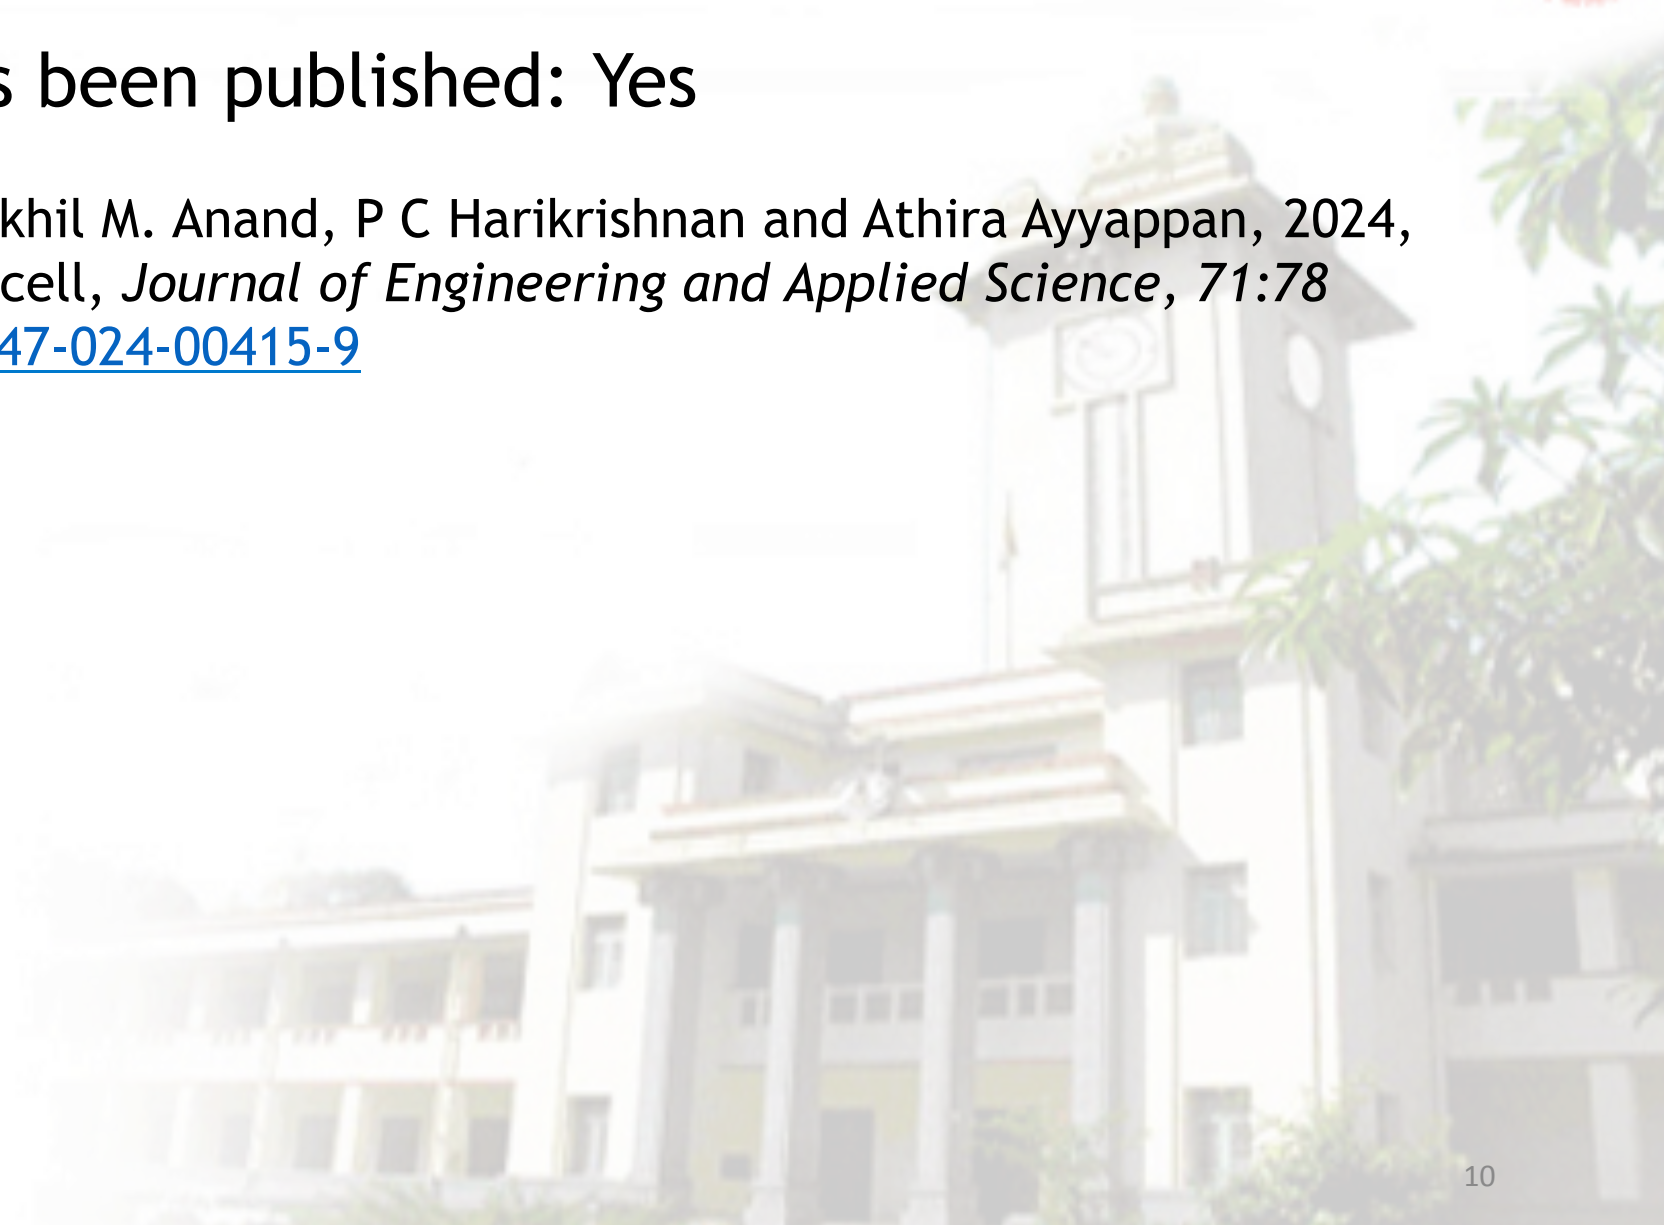 s been published: Yes
khil M. Anand, P C Harikrishnan and Athira Ayyappan, 2024,
cell, Journal of Engineering and Applied Science, 71:78
47-024-00415-9
10